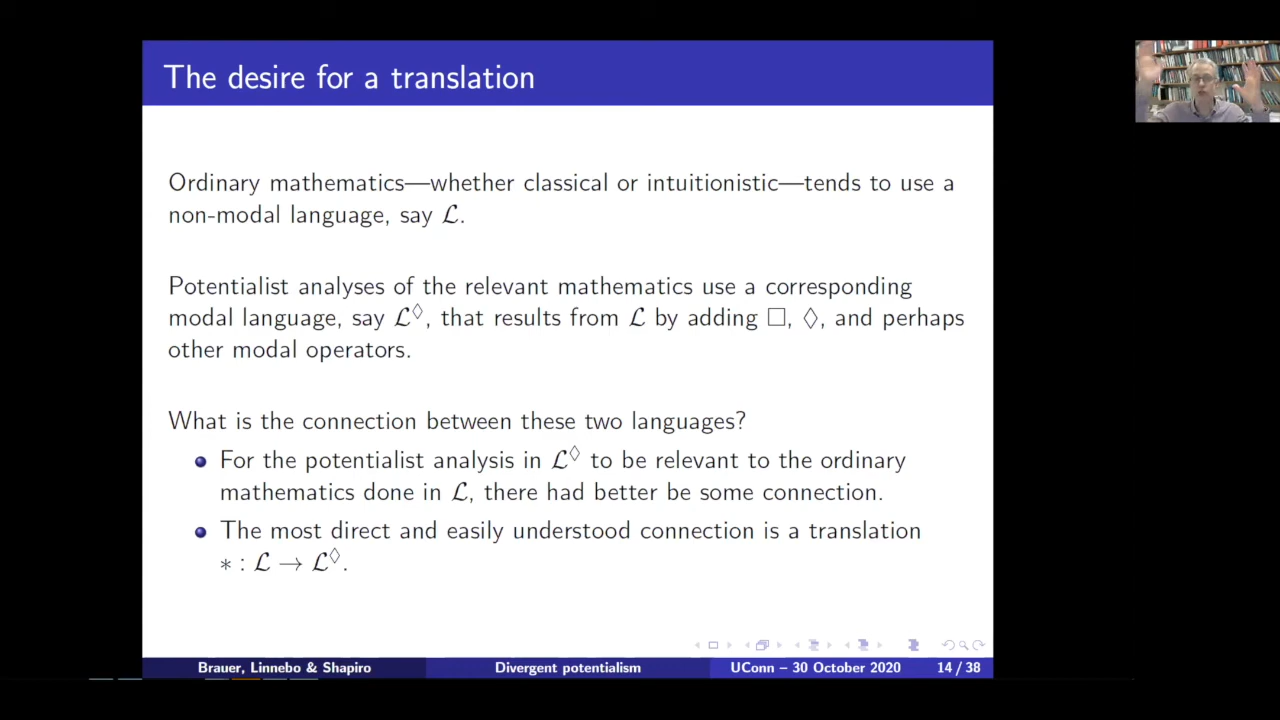 The desire for a translation
Ordinary mathematics—whether classical or intuitionistic—tends to use a
non-modal language, say ℒ.
Potentialist analyses of the relevant mathematics use a corresponding
modal language, say ℒ^◇, that results from ℒ by adding □, ◇, and perhaps
other modal operators.
What is the connection between these two languages?
For the potentialist analysis in ℒ^◇ to be relevant to the ordinary
mathematics done in ℒ, there had better be some connection.
The most direct and easily understood connection is a translation
∗ : ℒ → ℒ^◇.
Brauer, Linnebo & Shapiro Divergent potentialism UConn – 30 October 2020 14 / 38